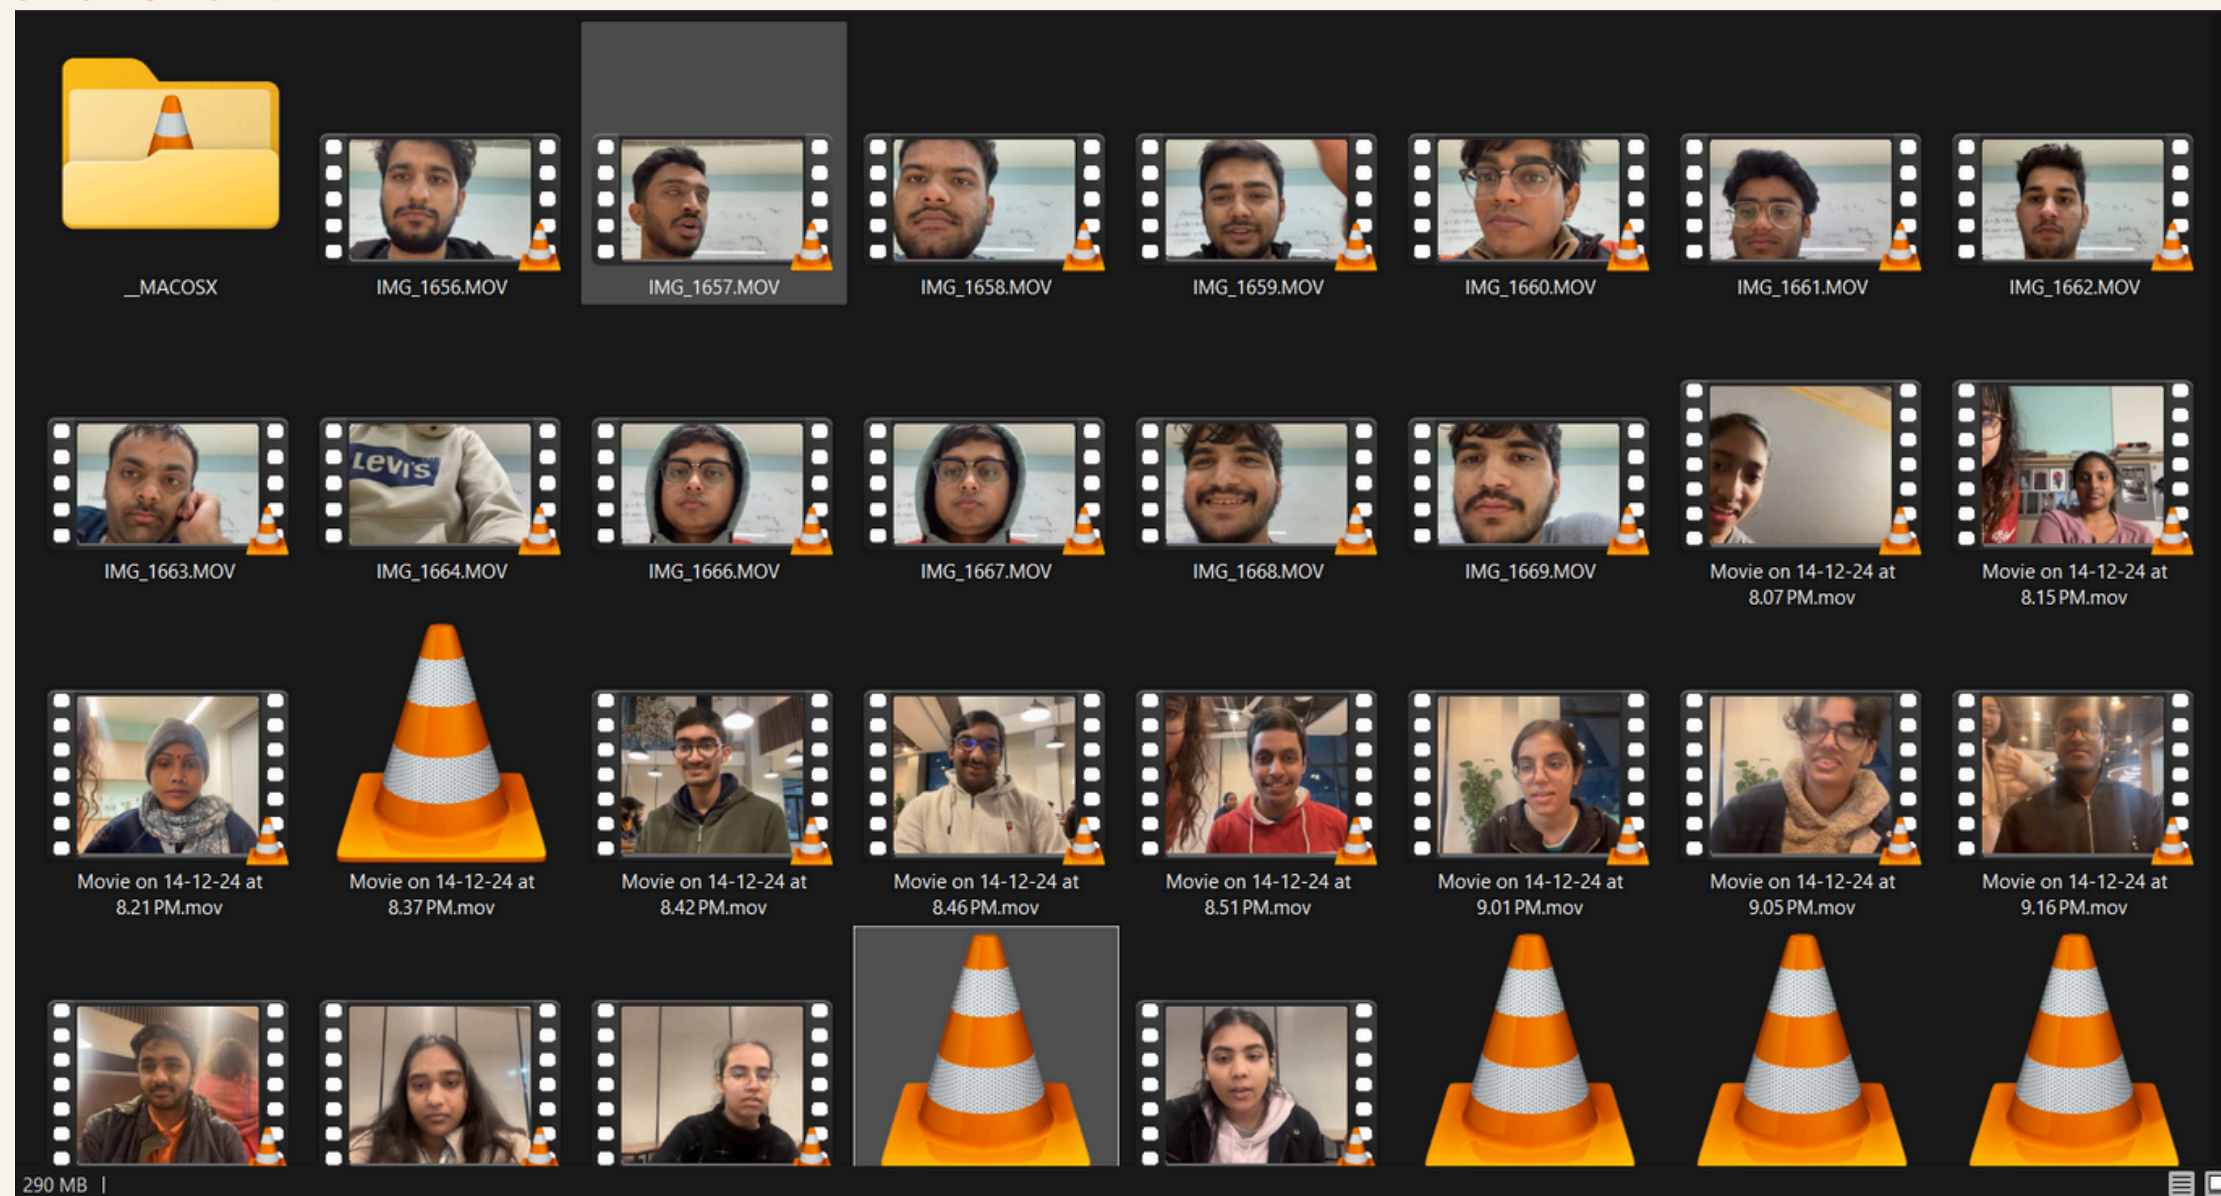 __MACOSX
IMG_1656.MOV
IMG_1657.MOV
IMG_1658.MOV
IMG_1659.MOV
IMG_1660.MOV
IMG_1661.MOV
IMG_1662.MOV
Levi's
IMG_1663.MOV
IMG_1664.MOV
IMG_1666.MOV
IMG_1667.MOV
IMG_1668.MOV
IMG_1669.MOV
Movie on 14-12-24 at
8.07 PM.mov
Movie on 14-12-24 at
8.15 PM.mov
Movie on 14-12-24 at
8.21 PM.mov
Movie on 14-12-24 at
8.37 PM.mov
Movie on 14-12-24 at
8.42 PM.mov
Movie on 14-12-24 at
8.46 PM.mov
Movie on 14-12-24 at
8.51 PM.mov
Movie on 14-12-24 at
9.01 PM.mov
Movie on 14-12-24 at
9.05 PM.mov
Movie on 14-12-24 at
9.16 PM.mov
290 MB